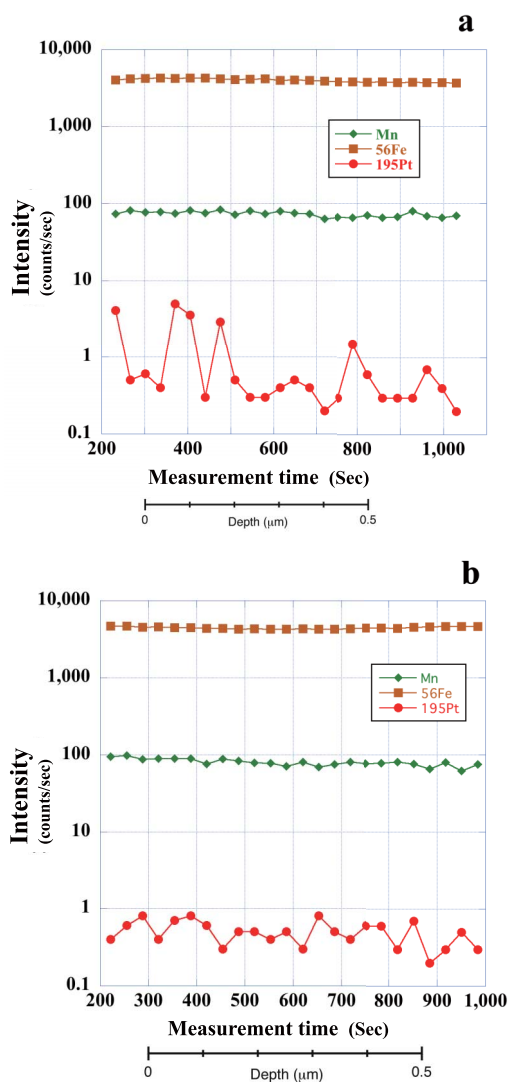 a
10,000
1,000
100
10
1
0.1
Intensity
(counts/sec)
Mn
56Fe
195Pt
200 400 600 800 1,000
Measurement time (Sec)
0 0.5
Depth (μm)
b
10,000
1,000
100
10
1
0.1
Intensity
(counts/sec)
Mn
56Fe
195Pt
200 300 400 500 600 700 800 900 1,000
Measurement time (Sec)
0 0.5
Depth (μm)